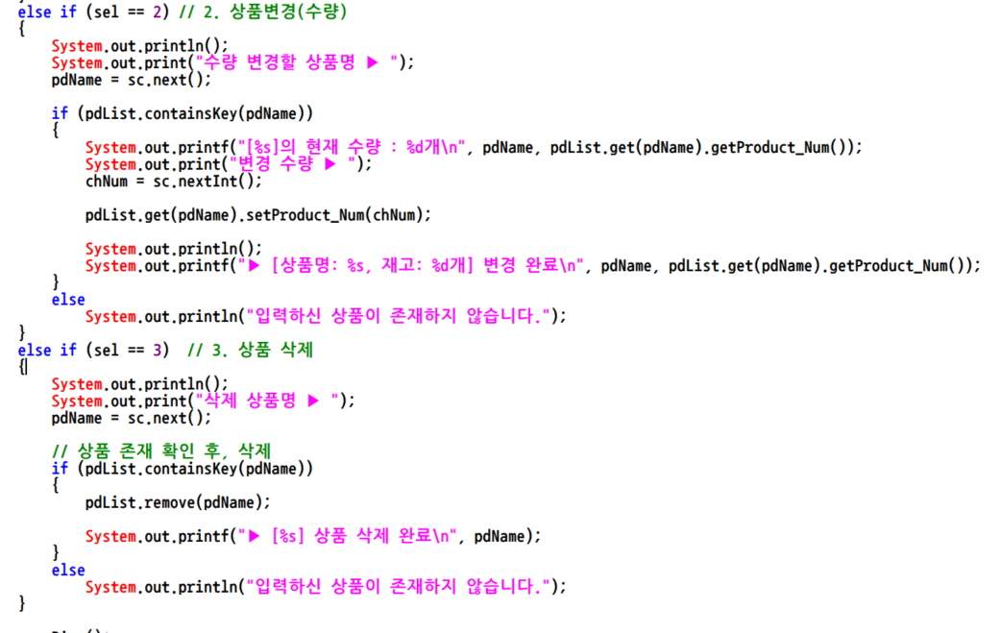 else if (sel == 2) // 2. 상품변경(수량)
{
System.out.println();
System.out.print("수량 변경할 상품명 ▶ ");
pdName = sc.next();
if (pdList.containsKey(pdName))
{
System.out.printf("[%s]의 현재 수량 : %d개\n", pdName, pdList.get(pdName).getProduct_Num());
System.out.print("변경 수량 ▶ ");
chNum = sc.nextInt();
pdList.get(pdName).setProduct_Num(chNum);
System.out.println();
System.out.printf("▶ [상품명: %s, 재고: %d개] 변경 완료\n", pdName, pdList.get(pdName).getProduct_Num());
}
else
System.out.println("입력하신 상품이 존재하지 않습니다.");
}
else if (sel == 3) // 3. 상품 삭제
{
System.out.println();
System.out.print("삭제 상품명 ▶ ");
pdName = sc.next();
// 상품 존재 확인 후, 삭제
if (pdList.containsKey(pdName))
{
pdList.remove(pdName);
System.out.printf("▶ [%s] 상품 삭제 완료\n", pdName);
}
else
System.out.println("입력하신 상품이 존재하지 않습니다.");
}